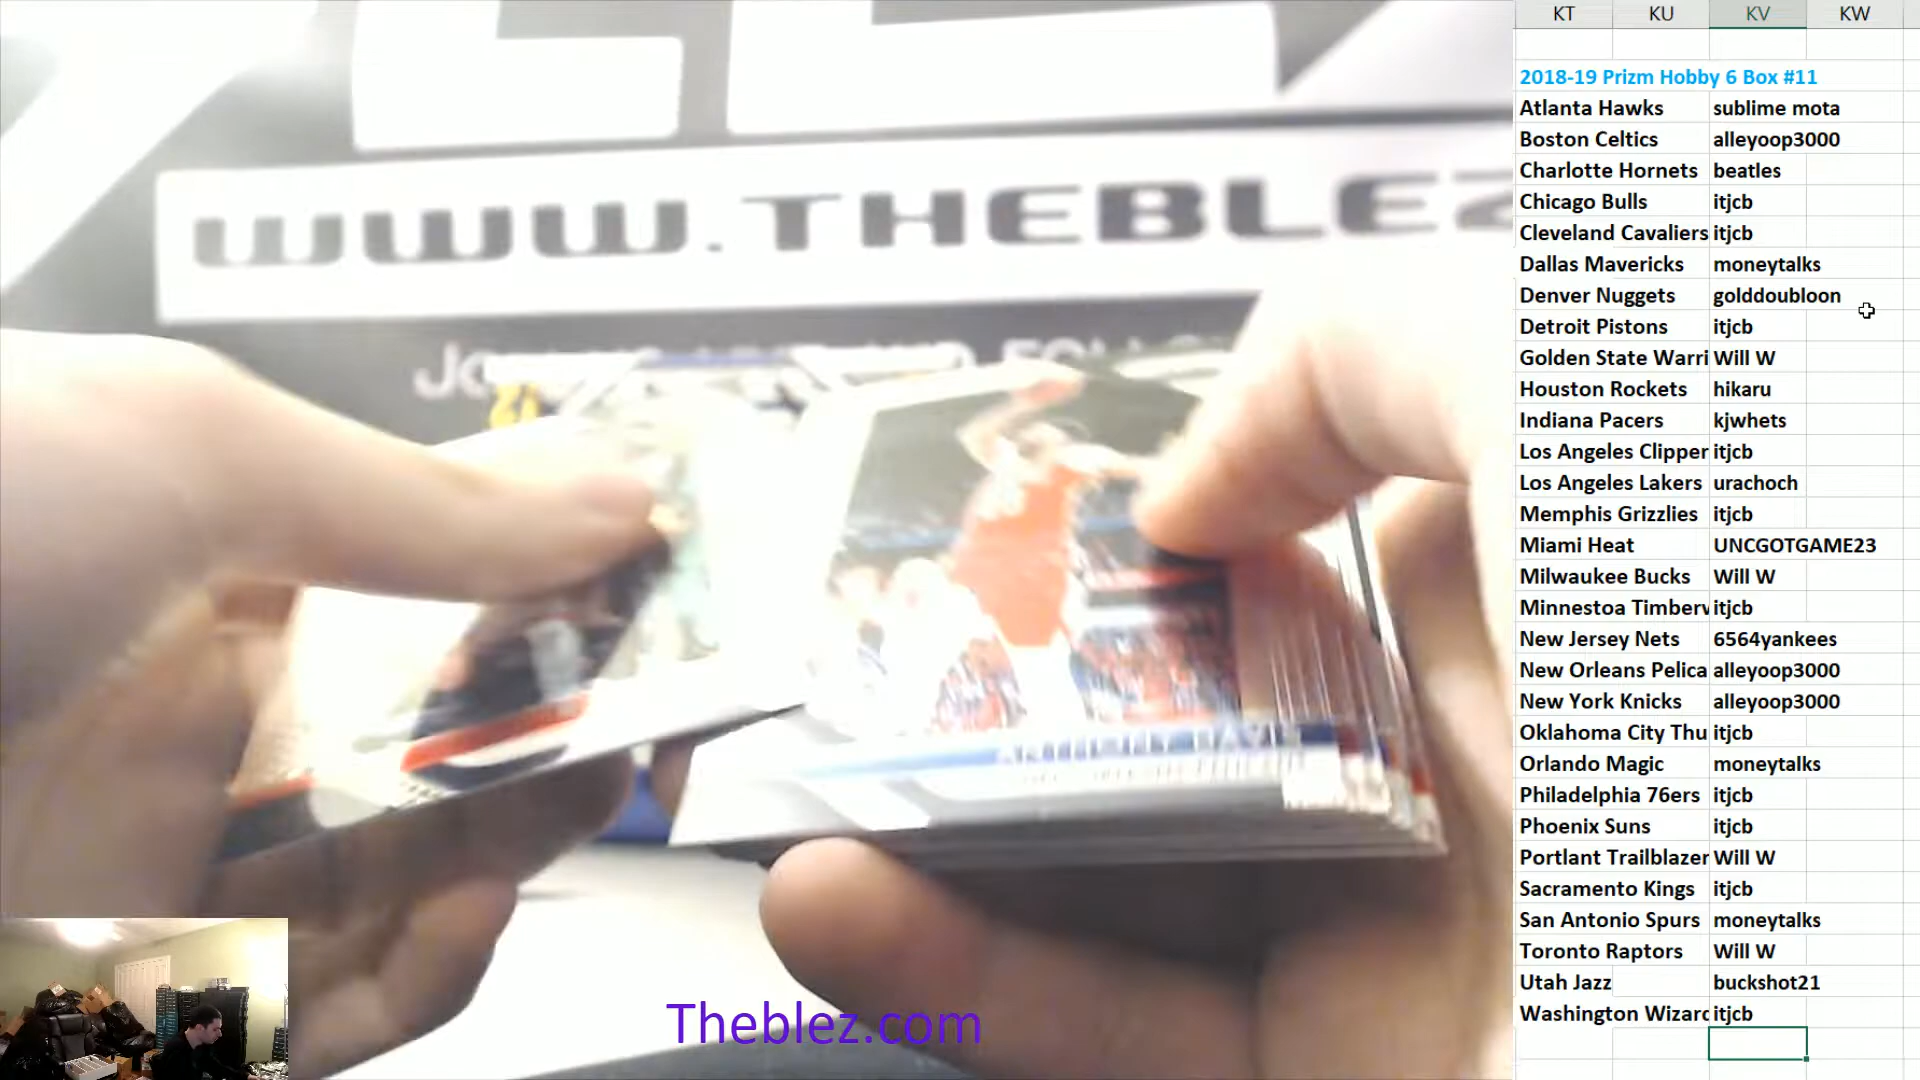 KT KU KV KW
2018-19 Prizm Hobby 6 Box #11
Atlanta Hawks sublime mota
Boston Celtics alleyoop3000
Charlotte Hornets beatles
Chicago Bulls itjcb
Cleveland Cavaliers itjcb
Dallas Mavericks moneytalks
Denver Nuggets golddoubloon
Detroit Pistons itjcb
Golden State Warri Will W
Houston Rockets hikaru
Indiana Pacers kjwhets
Los Angeles Clipper itjcb
Los Angeles Lakers urachoch
Memphis Grizzlies itjcb
Miami Heat UNCGOTGAME23
Milwaukee Bucks Will W
Minnestoa Timberv itjcb
New Jersey Nets 6564yankees
New Orleans Pelica alleyoop3000
New York Knicks alleyoop3000
Oklahoma City Thu itjcb
Orlando Magic moneytalks
Philadelphia 76ers itjcb
Phoenix Suns itjcb
Portlant Trailblazer Will W
Sacramento Kings itjcb
San Antonio Spurs moneytalks
Toronto Raptors Will W
Utah Jazz buckshot21
Washington Wizard itjcb
WWW.THEBLEZ
Theblez.com